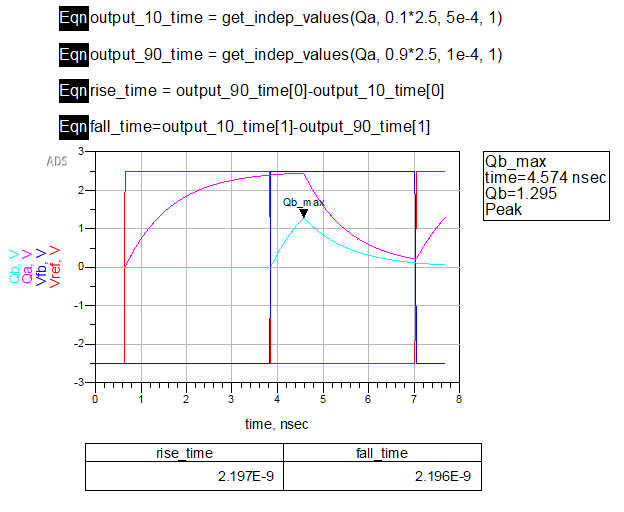 Eqn output_10_time = get_indep_values(Qa, 0.1*2.5, 5e-4, 1)
Eqn output_90_time = get_indep_values(Qa, 0.9*2.5, 1e-4, 1)
Eqn rise_time = output_90_time[0]-output_10_time[0]
Eqn fall_time=output_10_time[1]-output_90_time[1]
ADS
3
2
1
0
-1
-2
-3
Qb, V
Qa, V
Vfb, V
Vref, V
Qb_max
0 1 2 3 4 5 6 7 8
time, nsec
Qb_max
time=4.574 nsec
Qb=1.295
Peak
rise_time fall_time
2.197E-9 2.196E-9